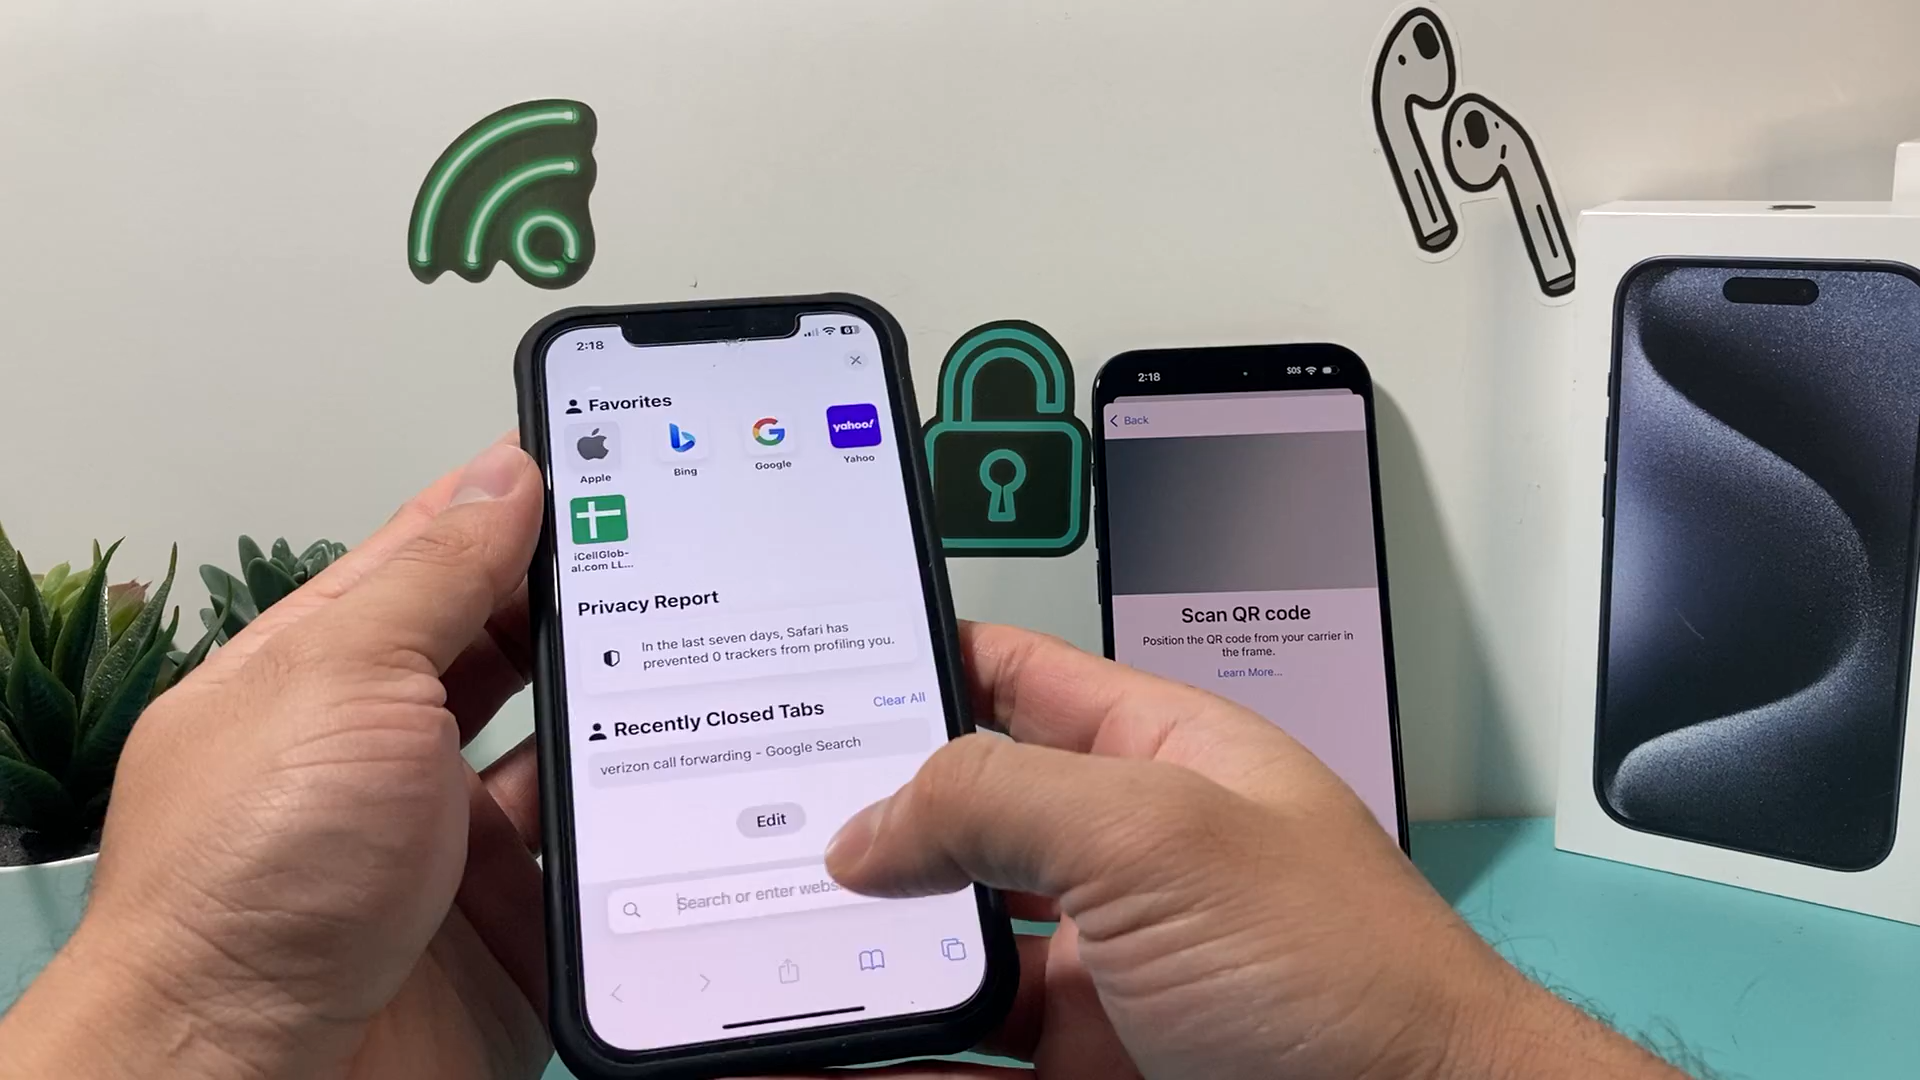 2:18
61
Favorites
Apple
Bing
Google
yahoo!
Yahoo
iCellGlob-
al.com LL...
Privacy Report
In the last seven days, Safari has
prevented 0 trackers from profiling you.
Recently Closed Tabs
Clear All
verizon call forwarding - Google Search
Edit
Search or enter webs
2:18
SOS
Back
Scan QR code
Position the QR code from your carrier in
the frame.
Learn More...